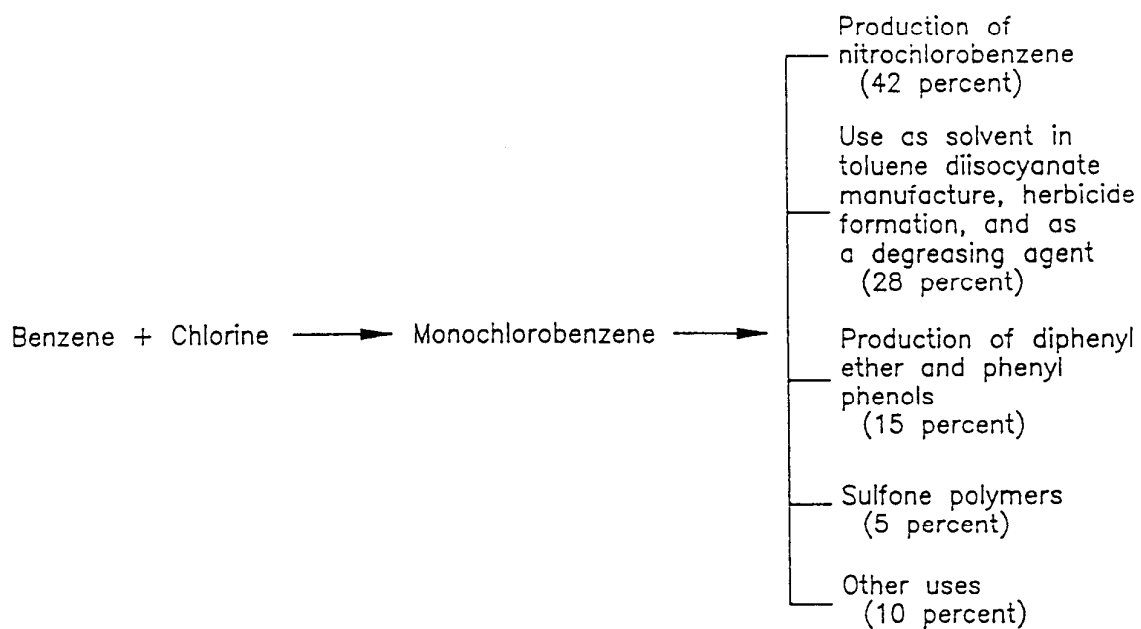 Production of
nitrochlorobenzene
(42 percent)
Use as solvent in
toluene diisocyanate
manufacture, herbicide
formation, and as
a degreasing agent
(28 percent)
Benzene + Chlorine
Monochlorobenzene
Production of diphenyl
ether and phenyl
phenols
(15 percent)
Sulfone polymers
(5 percent)
Other uses
(10 percent)